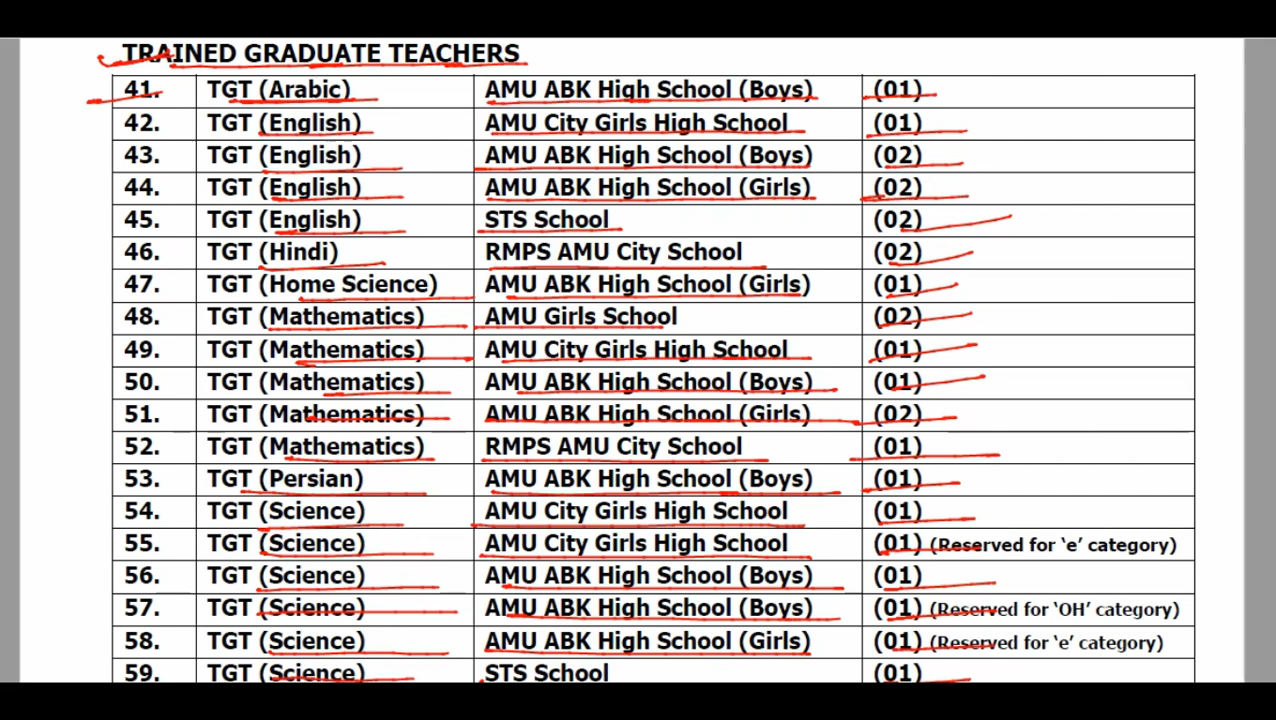 TRAINED GRADUATE TEACHERS
41. TGT (Arabic) AMU ABK High School (Boys) (01)
42. TGT (English) AMU City Girls High School (01)
43. TGT (English) AMU ABK High School (Boys) (02)
44. TGT (English) AMU ABK High School (Girls) (02)
45. TGT (English) STS School (02)
46. TGT (Hindi) RMPS AMU City School (02)
47. TGT (Home Science) AMU ABK High School (Girls) (01)
48. TGT (Mathematics) AMU Girls School (02)
49. TGT (Mathematics) AMU City Girls High School (01)
50. TGT (Mathematics) AMU ABK High School (Boys) (01)
51. TGT (Mathematics) AMU ABK High School (Girls) (02)
52. TGT (Mathematics) RMPS AMU City School (01)
53. TGT (Persian) AMU ABK High School (Boys) (01)
54. TGT (Science) AMU City Girls High School (01)
55. TGT (Science) AMU City Girls High School (01) (Reserved for ‘e’ category)
56. TGT (Science) AMU ABK High School (Boys) (01)
57. TGT (Science) AMU ABK High School (Boys) (01) (Reserved for ‘OH’ category)
58. TGT (Science) AMU ABK High School (Girls) (01) (Reserved for ‘e’ category)
59. TGT (Science) STS School (01)